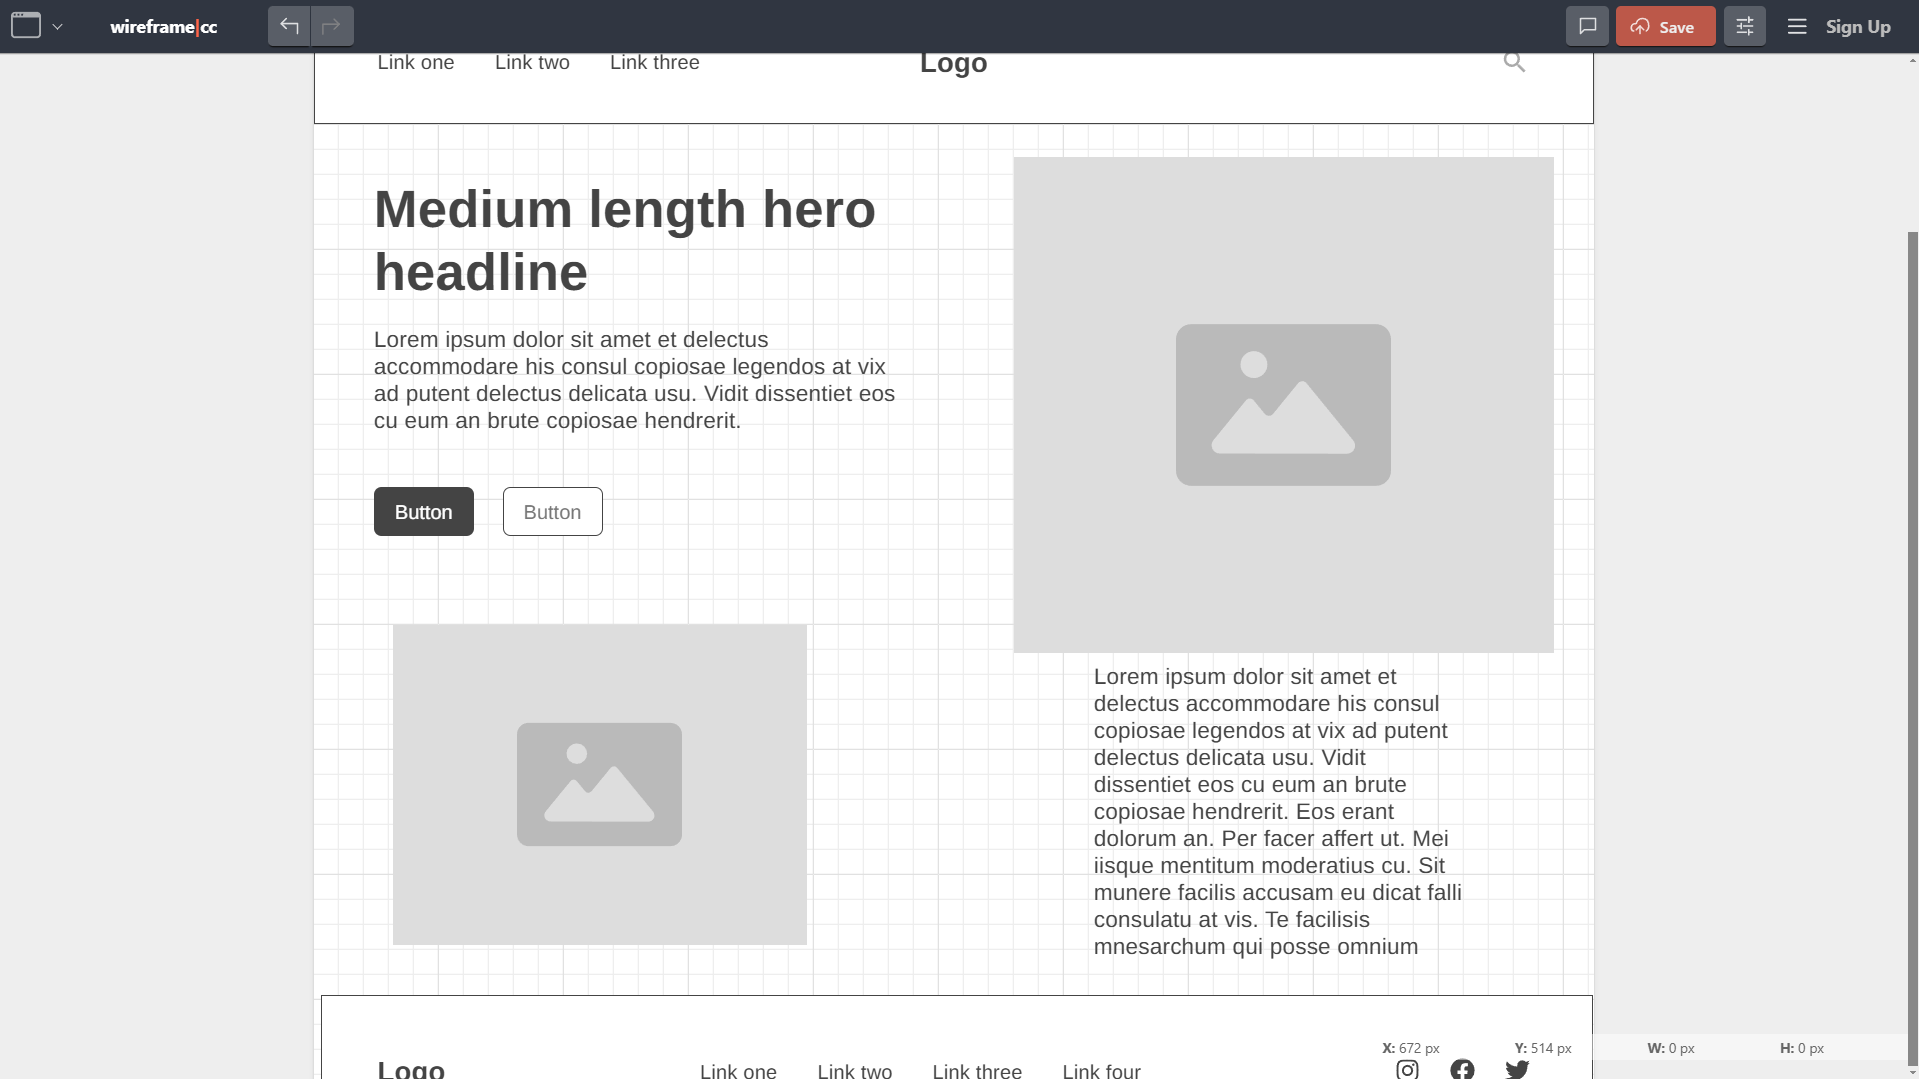 wireframe|cc
Save
Sign Up
Link one
Link two
Link three
Logo
Medium length hero
headline
Lorem ipsum dolor sit amet et delectus
accommodare his consul copiosae legendos at vix
ad putent delectus delicata usu. Vidit dissentiet eos
cu eum an brute copiosae hendrerit.
Button
Button
Lorem ipsum dolor sit amet et
delectus accommodare his consul
copiosae legendos at vix ad putent
delectus delicata usu. Vidit
dissentiet eos cu eum an brute
copiosae hendrerit. Eos erant
dolorum an. Per facer affert ut. Mei
iisque mentitum moderatius cu. Sit
munere facilis accusam eu dicat falli
consulatu at vis. Te facilisis
mnesarchum qui posse omnium
X: 672 px
Y: 514 px
W: 0 px
H: 0 px
Logo
Link one
Link two
Link three
Link four